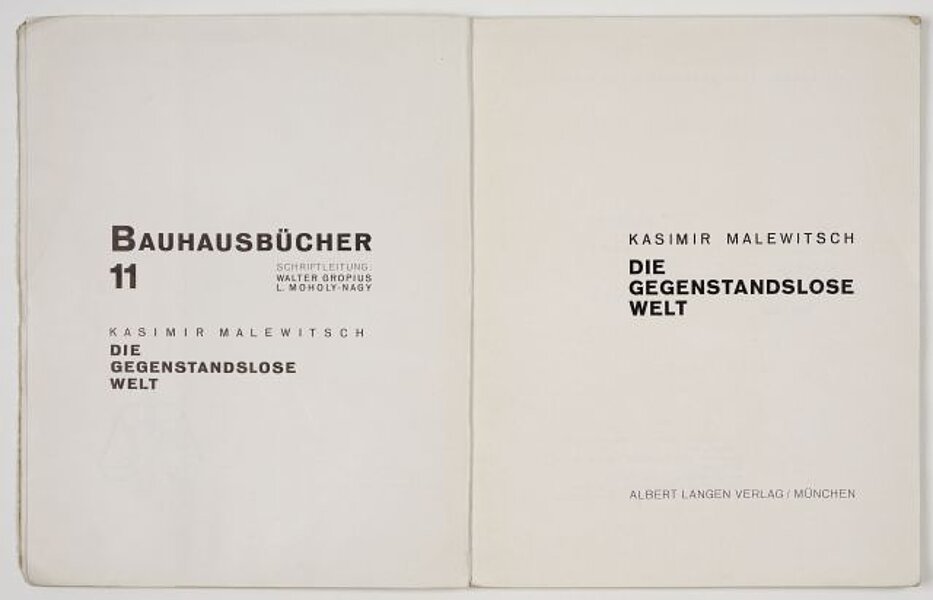 BAUHAUSBÜCHER
11
SCHRIFTLEITUNG:
WALTER GROPIUS
L. MOHOLY-NAGY
KASIMIR MALEWITSCH
DIE
GEGENSTANDSLOSE
WELT
KASIMIR MALEWITSCH
DIE
GEGENSTANDSLOSE
WELT
ALBERT LANGEN VERLAG / MÜNCHEN